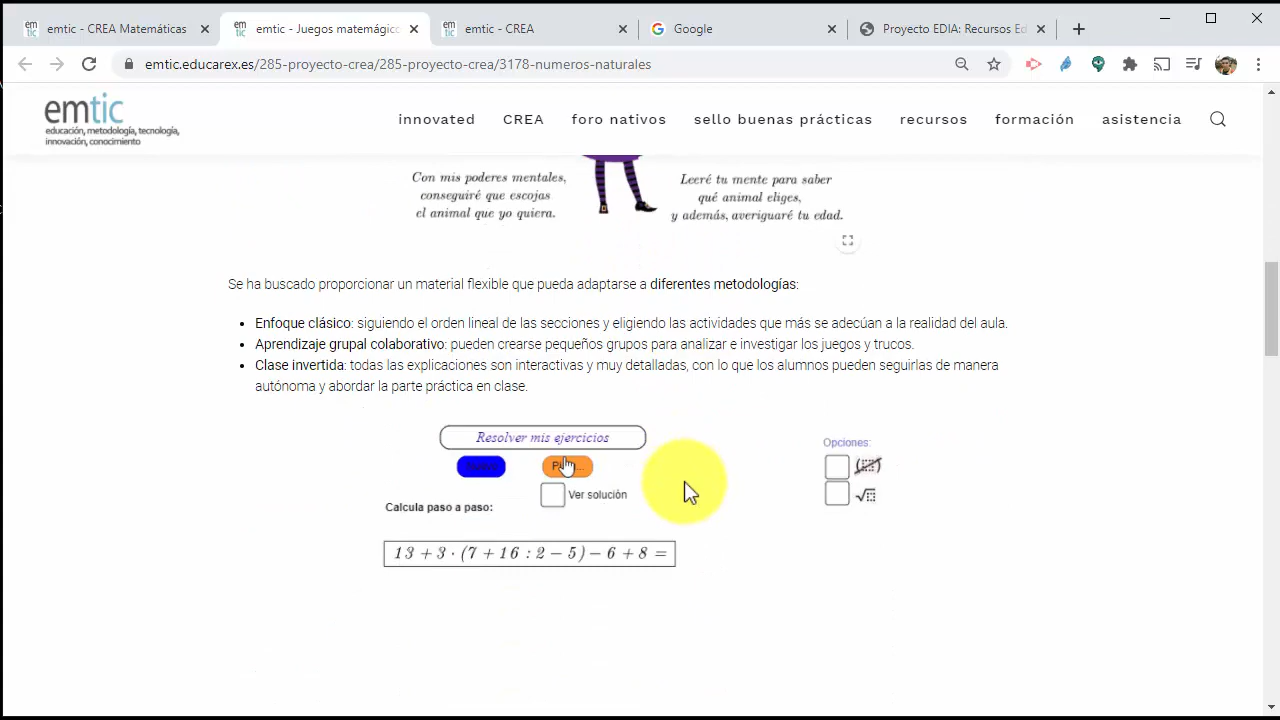 emtic - CREA Matemáticas
emtic - Juegos matemágico
emtic - CREA
Google
Proyecto EDIA: Recursos Ed
emtic.educarex.es/285-proyecto-crea/285-proyecto-crea/3178-numeros-naturales
emtic
educación, metodología, tecnología,
innovación, conocimiento
innovated CREA foro nativos sello buenas prácticas recursos formación asistencia
Con mis poderes mentales,
conseguiré que escojas
el animal que yo quiera.
Leeré tu mente para saber
qué animal eliges,
y además, averiguaré tu edad.
Se ha buscado proporcionar un material flexible que pueda adaptarse a diferentes metodologías:
• Enfoque clásico: siguiendo el orden lineal de las secciones y eligiendo las actividades que más se adecúan a la realidad del aula.
• Aprendizaje grupal colaborativo: pueden crearse pequeños grupos para analizar e investigar los juegos y trucos.
• Clase invertida: todas las explicaciones son interactivas y muy detalladas, con lo que los alumnos pueden seguirlas de manera
autónoma y abordar la parte práctica en clase.
Resolver mis ejercicios
Opciones:
Ver solución
Calcula paso a paso:
13 + 3 · (7 + 16 : 2 − 5) − 6 + 8 =